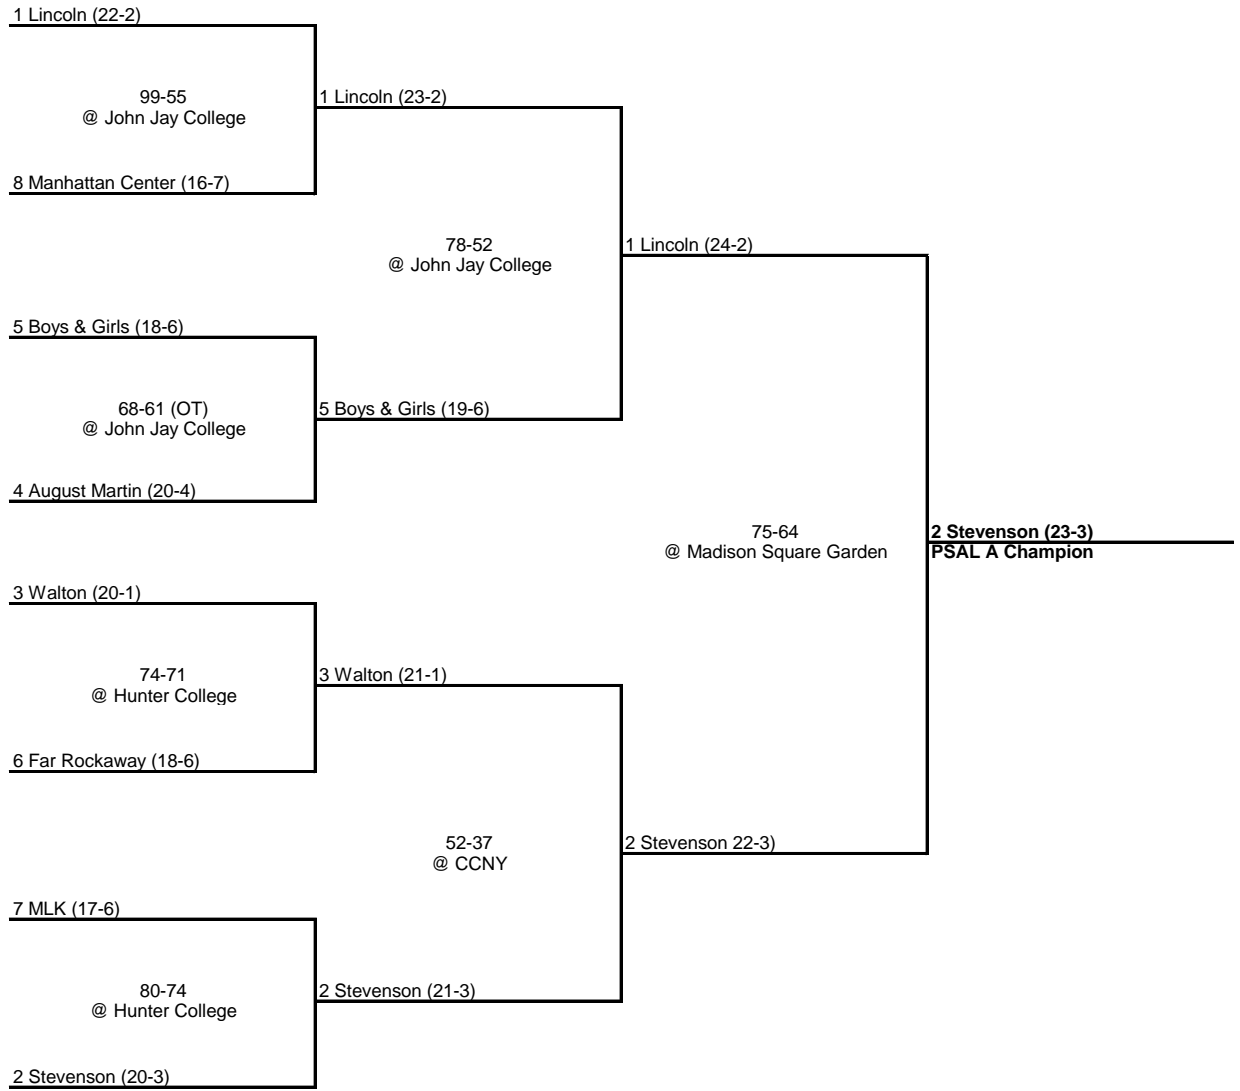 1 Lincoln (22-2)
99-55
@ John Jay College
1 Lincoln (23-2)
8 Manhattan Center (16-7)
78-52
@ John Jay College
1 Lincoln (24-2)
5 Boys & Girls (18-6)
68-61 (OT)
@ John Jay College
5 Boys & Girls (19-6)
4 August Martin (20-4)
75-64
@ Madison Square Garden
2 Stevenson (23-3)
PSAL A Champion
3 Walton (20-1)
74-71
@ Hunter College
3 Walton (21-1)
6 Far Rockaway (18-6)
52-37
@ CCNY
2 Stevenson 22-3)
7 MLK (17-6)
80-74
@ Hunter College
2 Stevenson (21-3)
2 Stevenson (20-3)